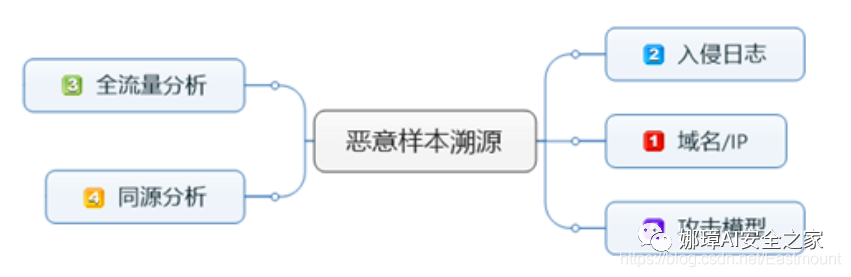 3 全流量分析
4 同源分析
恶意样本溯源
2 入侵日志
1 域名/IP
攻击模型
娜璋AI安全之家
https://blog.csdn.net/Eastmount